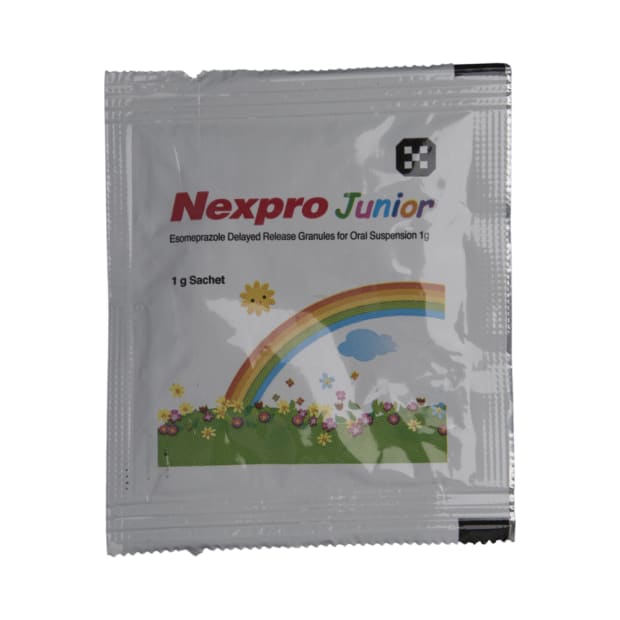 Nexpro Junior
Esomeprazole Delayed Release Granules for Oral Suspension 1g
1 g Sachet